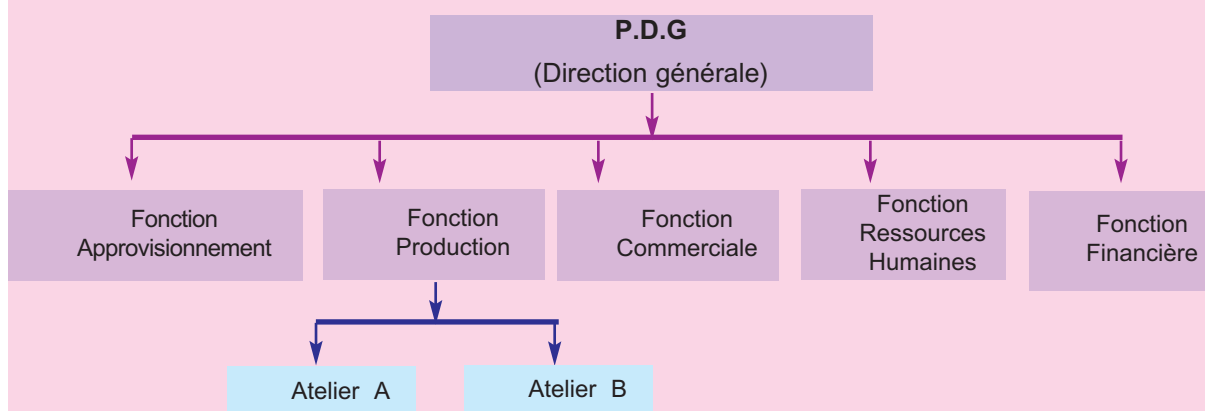 P.D.G
(Direction générale)
Fonction
Approvisionnement
Fonction
Production
Fonction
Commerciale
Fonction
Ressources
Humaines
Fonction
Financière
Atelier A
Atelier B